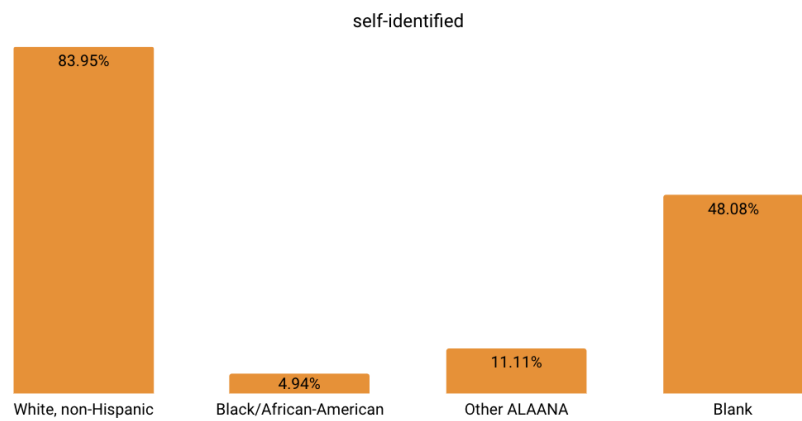 self-identified
83.95%
48.08%
11.11%
4.94%
White, non-Hispanic
Black/African-American
Other ALAANA
Blank